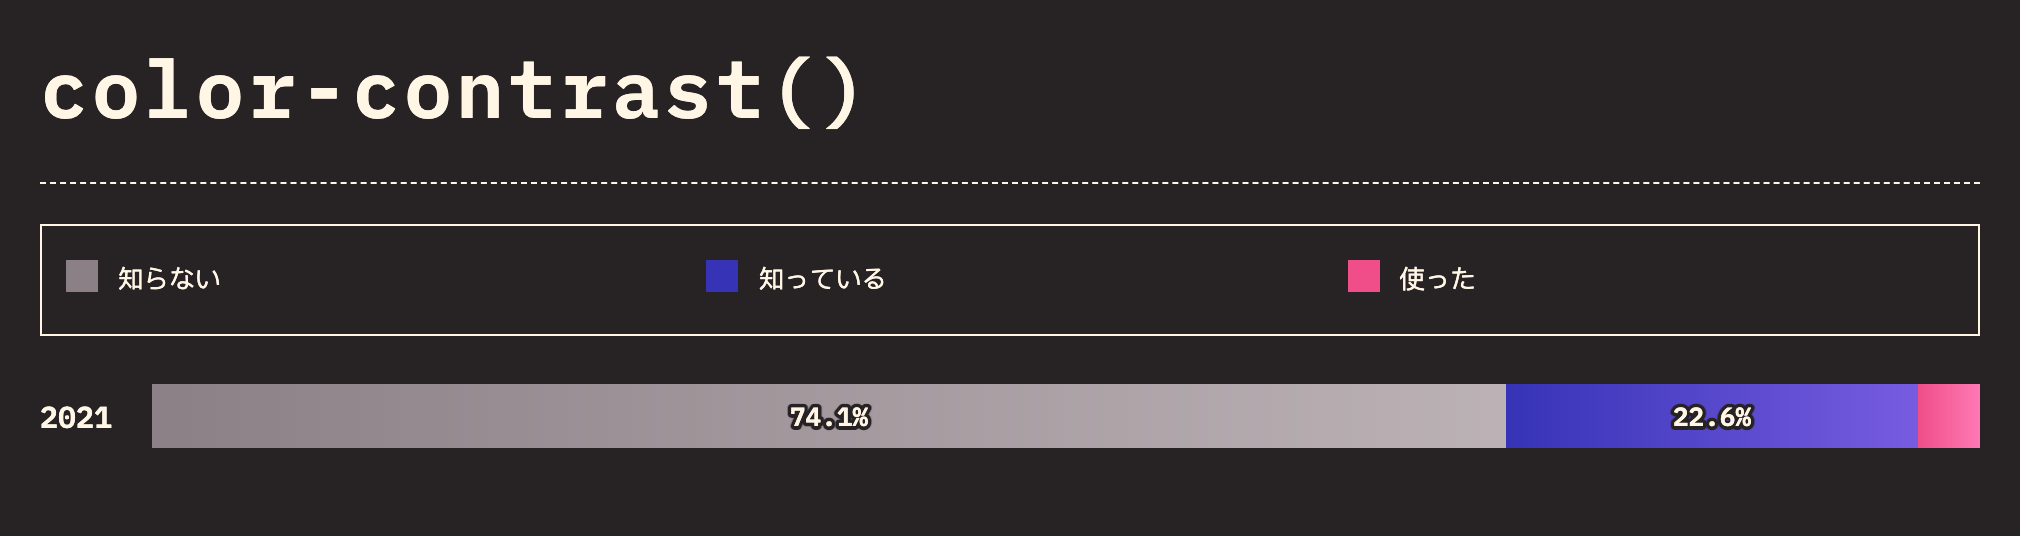 color-contrast()
知らない 知っている 使った
2021 74.1% 22.6%